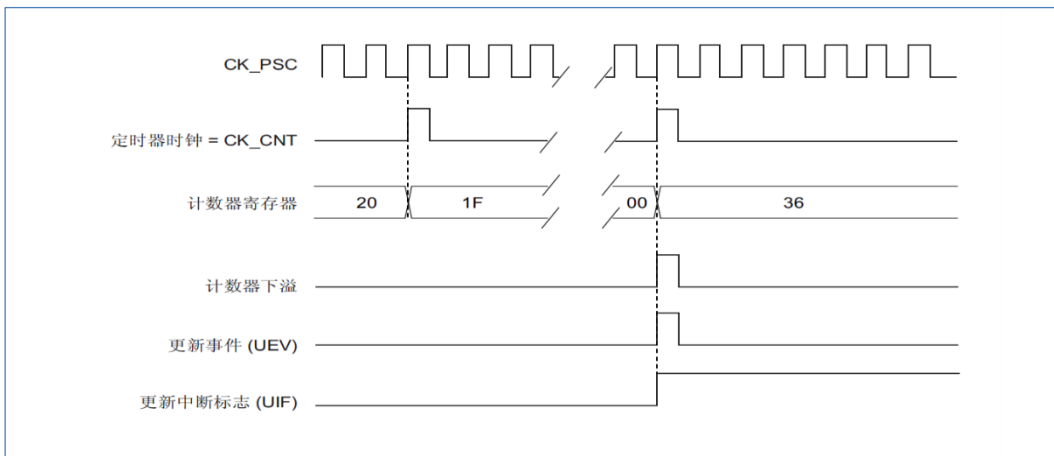 CK_PSC
定时器时钟 = CK_CNT
计数器寄存器 20 1F 00 36
计数器下溢
更新事件 (UEV)
更新中断标志 (UIF)